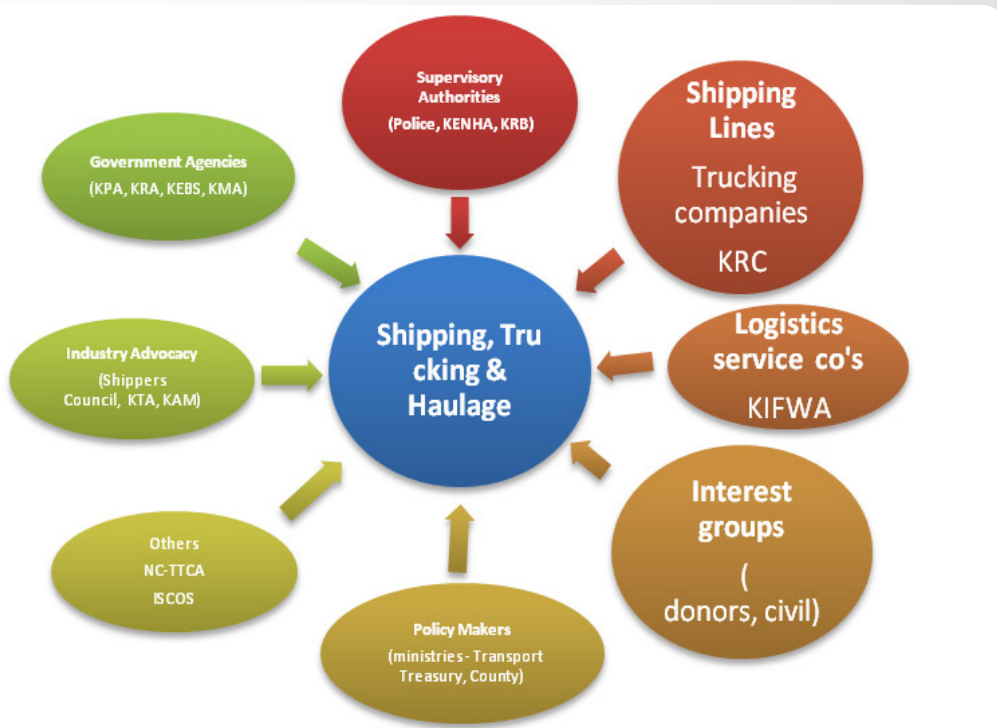 Supervisory
Authorities
(Police, KENHA, KRB)
Shipping
Lines
Trucking
companies
KRC
Logistics
service co's
KIFWA
Interest
groups
(
donors, civil)
Policy Makers
(ministries - Transport
Treasury, County)
Others
NC-TTCA
ISCOS
Industry Advocacy
(Shippers
Council, KTA, KAM)
Government Agencies
(KPA, KRA, KEBS, KMA)
Shipping, Tru
cking &
Haulage